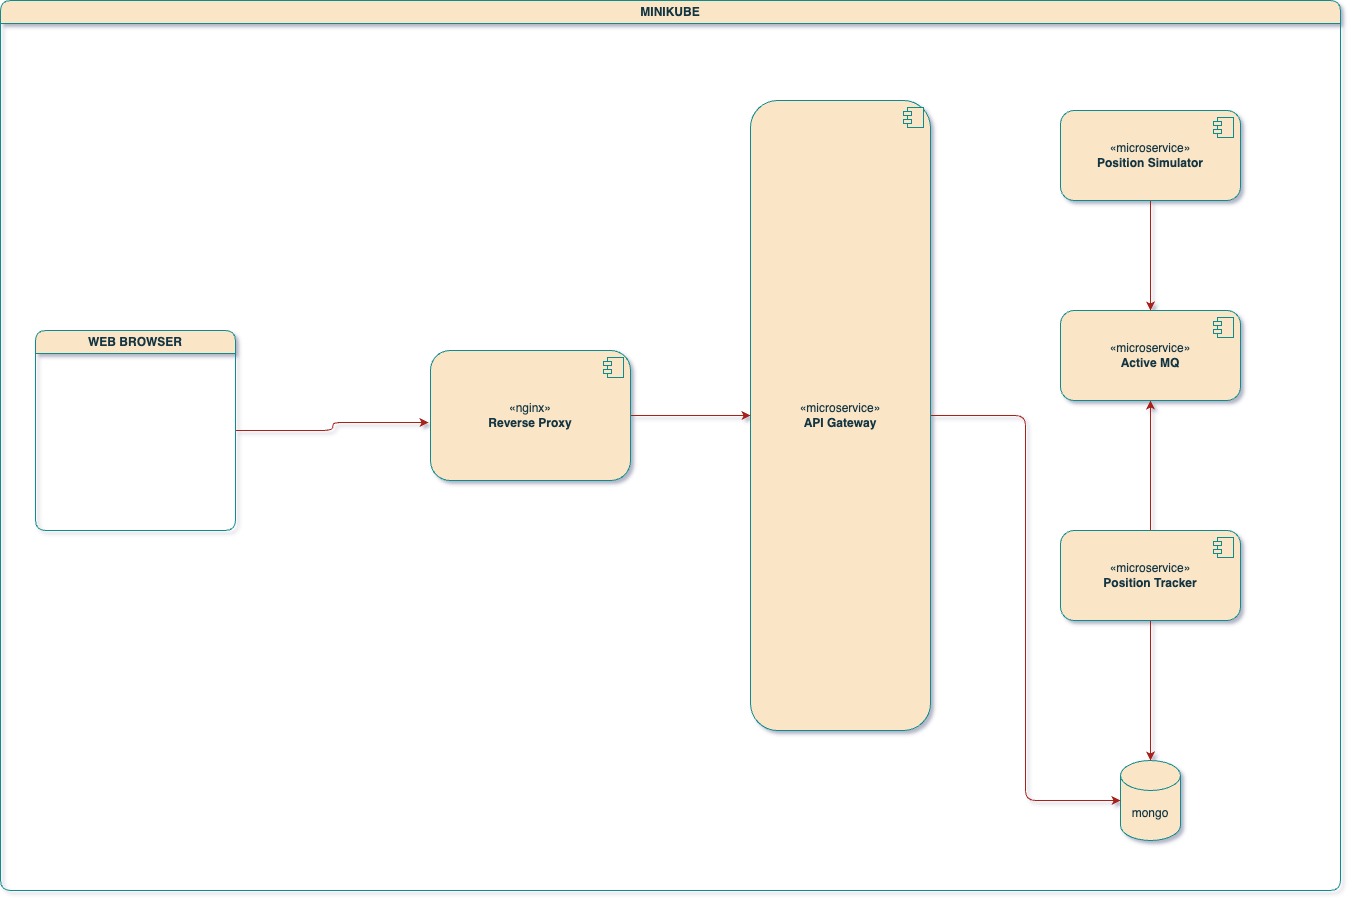 MINIKUBE
«microservice»
Position Simulator
WEB BROWSER
«nginx»
Reverse Proxy
«microservice»
API Gateway
«microservice»
Active MQ
«microservice»
Position Tracker
mongo